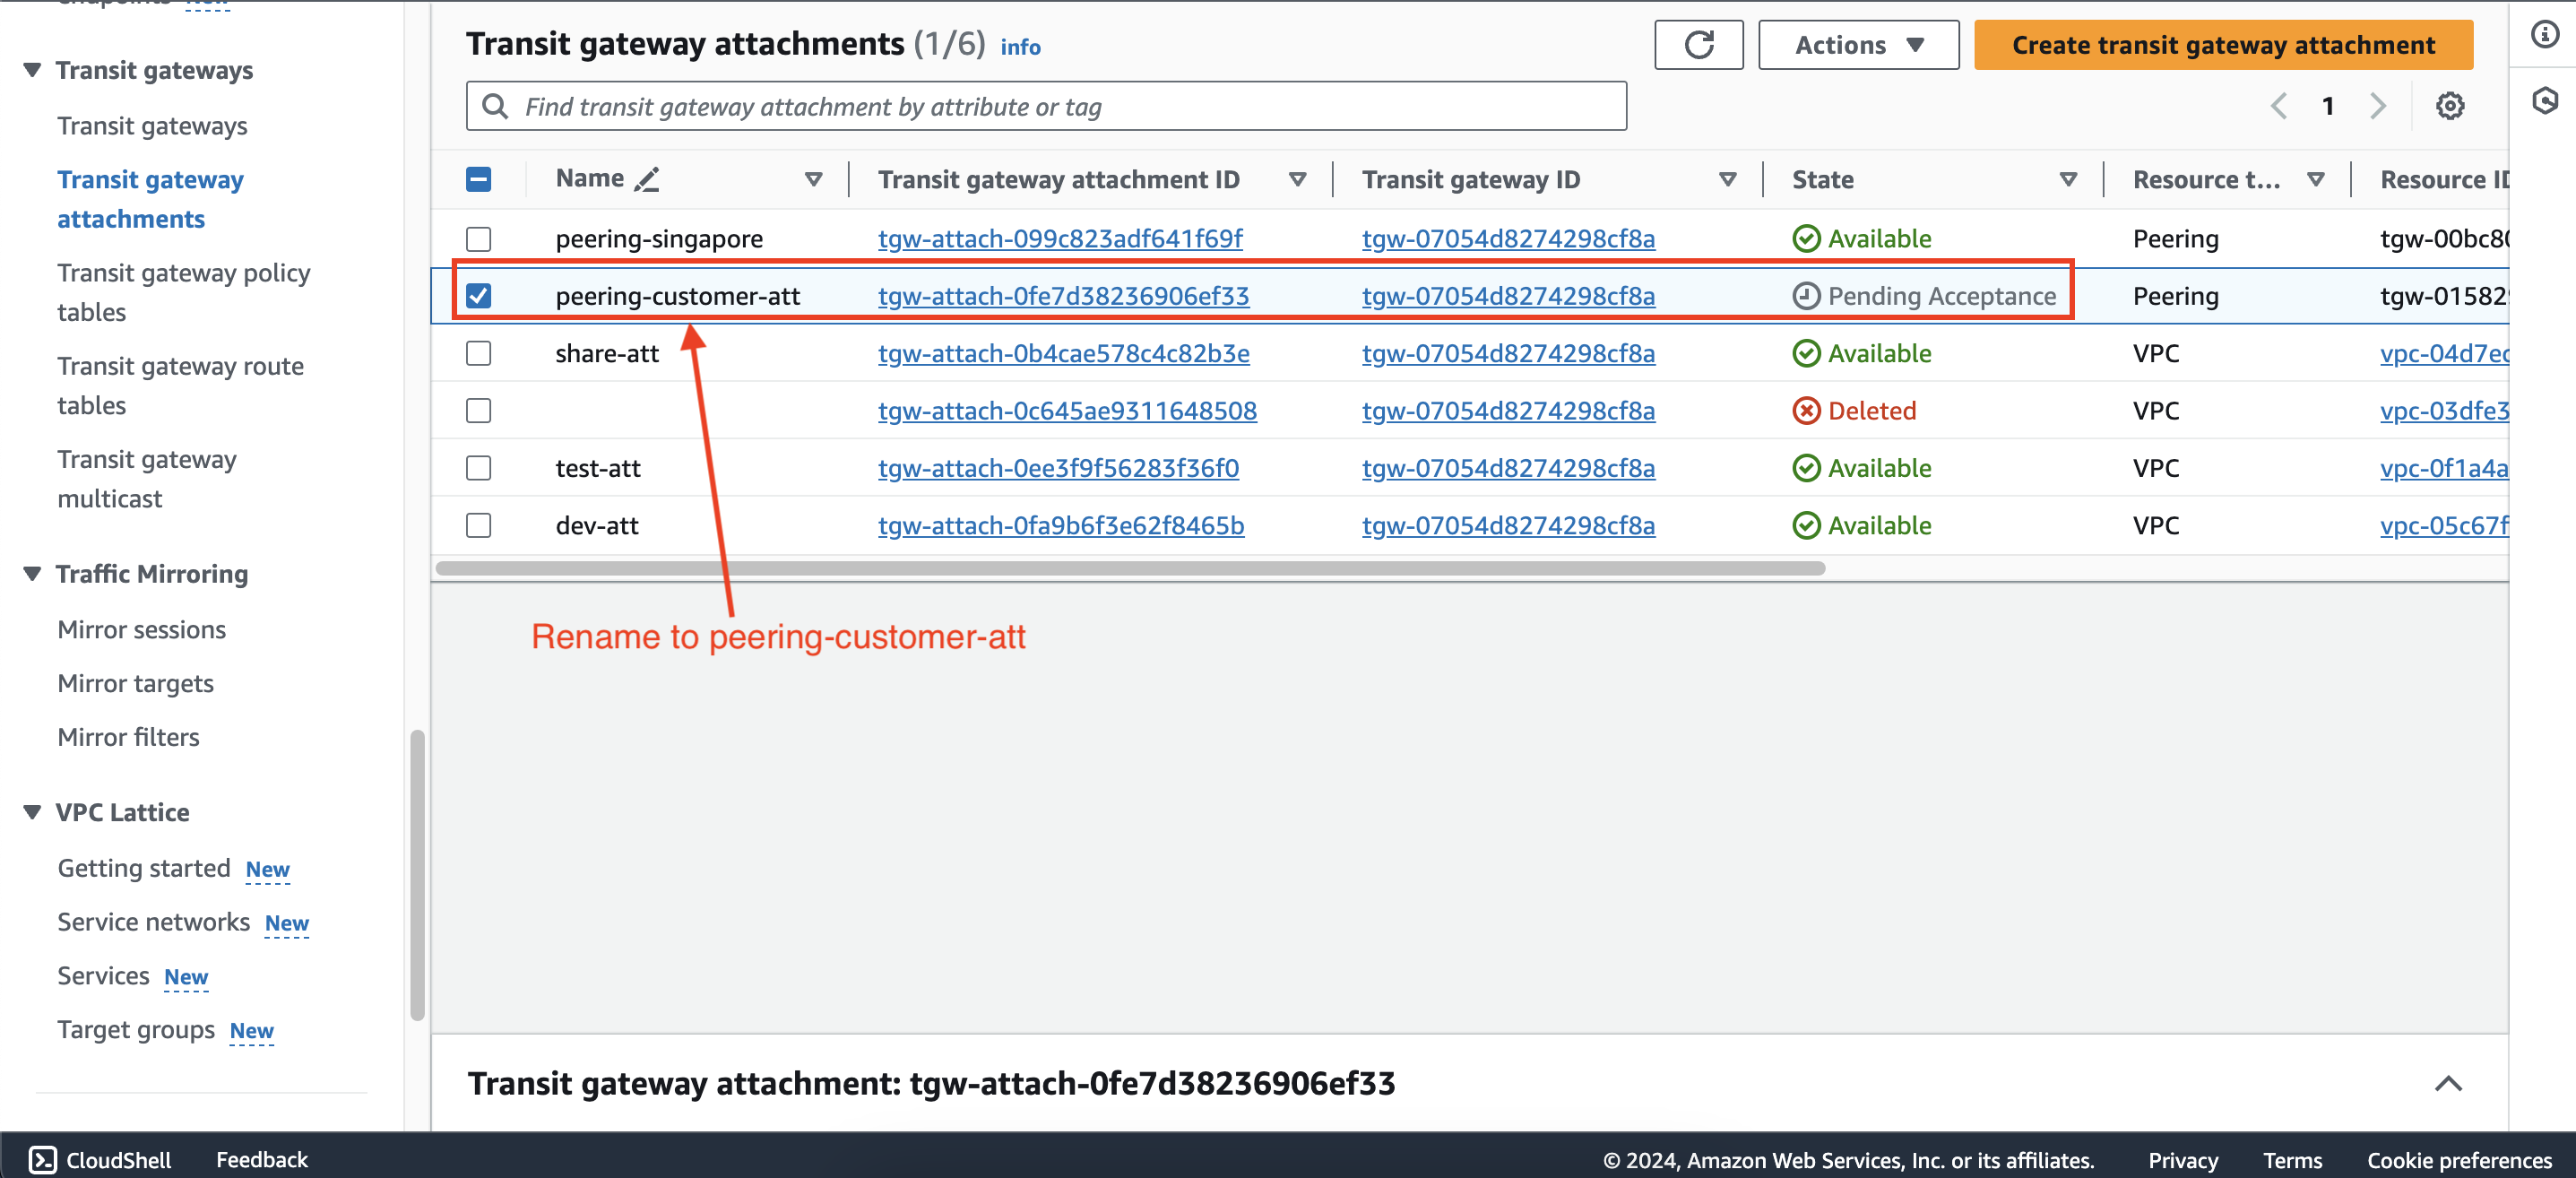 New
Transit gateways
Transit gateways
Transit gateway
attachments
Transit gateway policy
tables
Transit gateway route
tables
Transit gateway
multicast
Traffic Mirroring
Mirror sessions
Mirror targets
Mirror filters
VPC Lattice
Getting started New
Service networks New
Services New
Target groups New
Transit gateway attachments (1/6) info
Actions
Create transit gateway attachment
Find transit gateway attachment by attribute or tag
1
Name Transit gateway attachment ID Transit gateway ID State Resource t... Resource ID
peering-singapore tgw-attach-099c823adf641f69f tgw-07054d8274298cf8a Available Peering tgw-00bc80
peering-customer-att tgw-attach-0fe7d38236906ef33 tgw-07054d8274298cf8a Pending Acceptance Peering tgw-01582
share-att tgw-attach-0b4cae578c4c82b3e tgw-07054d8274298cf8a Available VPC vpc-04d7ec
tgw-attach-0c645ae9311648508 tgw-07054d8274298cf8a Deleted VPC vpc-03dfe3
test-att tgw-attach-0ee3f9f56283f36f0 tgw-07054d8274298cf8a Available VPC vpc-0f1a4a
dev-att tgw-attach-0fa9b6f3e62f8465b tgw-07054d8274298cf8a Available VPC vpc-05c67f
Rename to peering-customer-att
Transit gateway attachment: tgw-attach-0fe7d38236906ef33
CloudShell Feedback © 2024, Amazon Web Services, Inc. or its affiliates. Privacy Terms Cookie preferences